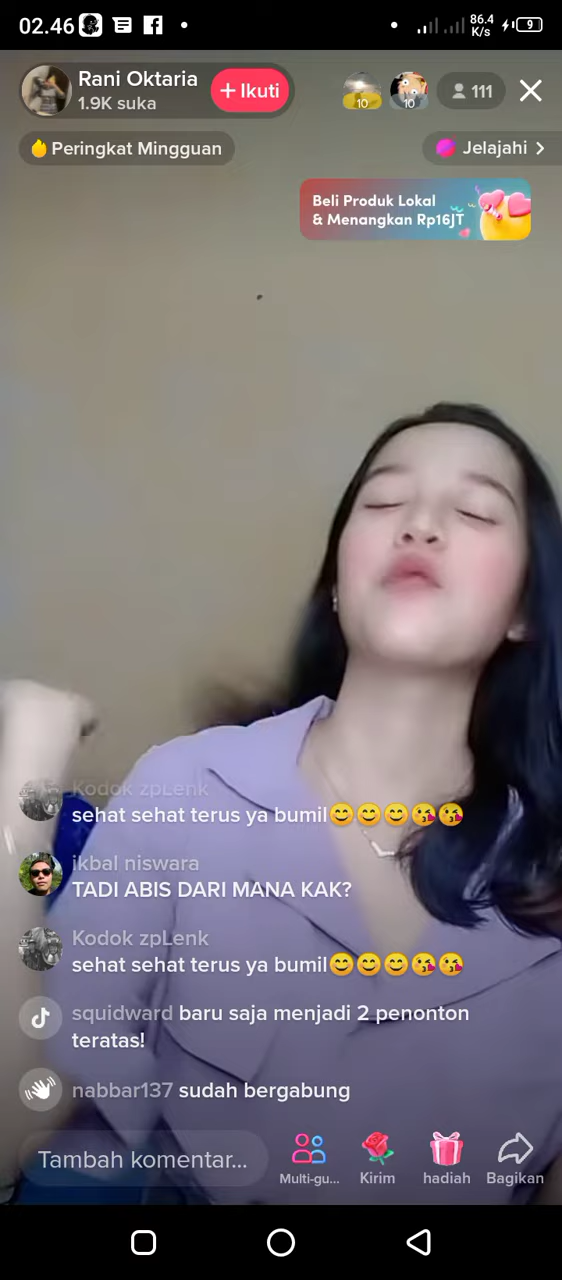 02.46
86.4
K/s
9
Rani Oktaria
1.9K suka
+ Ikuti
10
10
111
Peringkat Mingguan
Jelajahi >
Beli Produk Lokal
& Menangkan Rp16JT
Kodok zpLenk
sehat sehat terus ya bumil😊😊😊😘😘
ikbal niswara
TADI ABIS DARI MANA KAK?
Kodok zpLenk
sehat sehat terus ya bumil😊😊😊😘😘
squidward baru saja menjadi 2 penonton
teratas!
nabbar137 sudah bergabung
Tambah komentar...
Multi-gu...
Kirim
hadiah
Bagikan